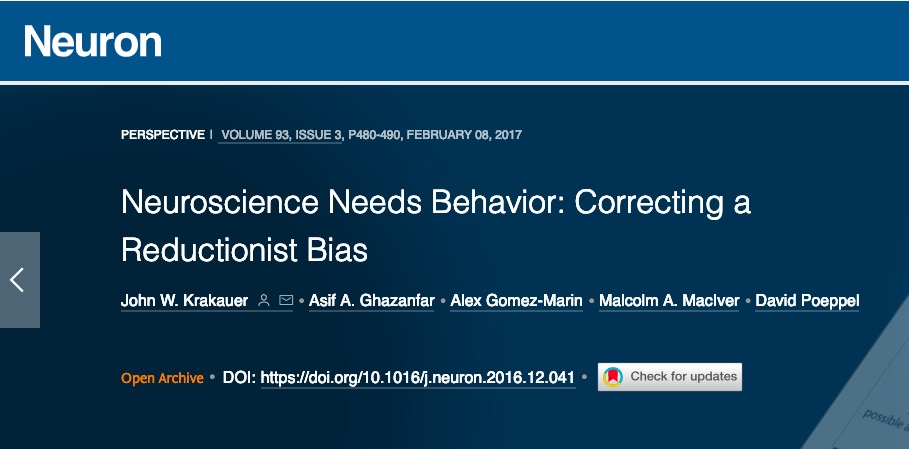 Neuron
PERSPECTIVE | VOLUME 93, ISSUE 3, P480-490, FEBRUARY 08, 2017
Neuroscience Needs Behavior: Correcting a
Reductionist Bias
John W. Krakauer • Asif A. Ghazanfar • Alex Gomez-Marin • Malcolm A. MacIver • David Poeppel
Open Archive • DOI: https://doi.org/10.1016/j.neuron.2016.12.041 • Check for updates
possible